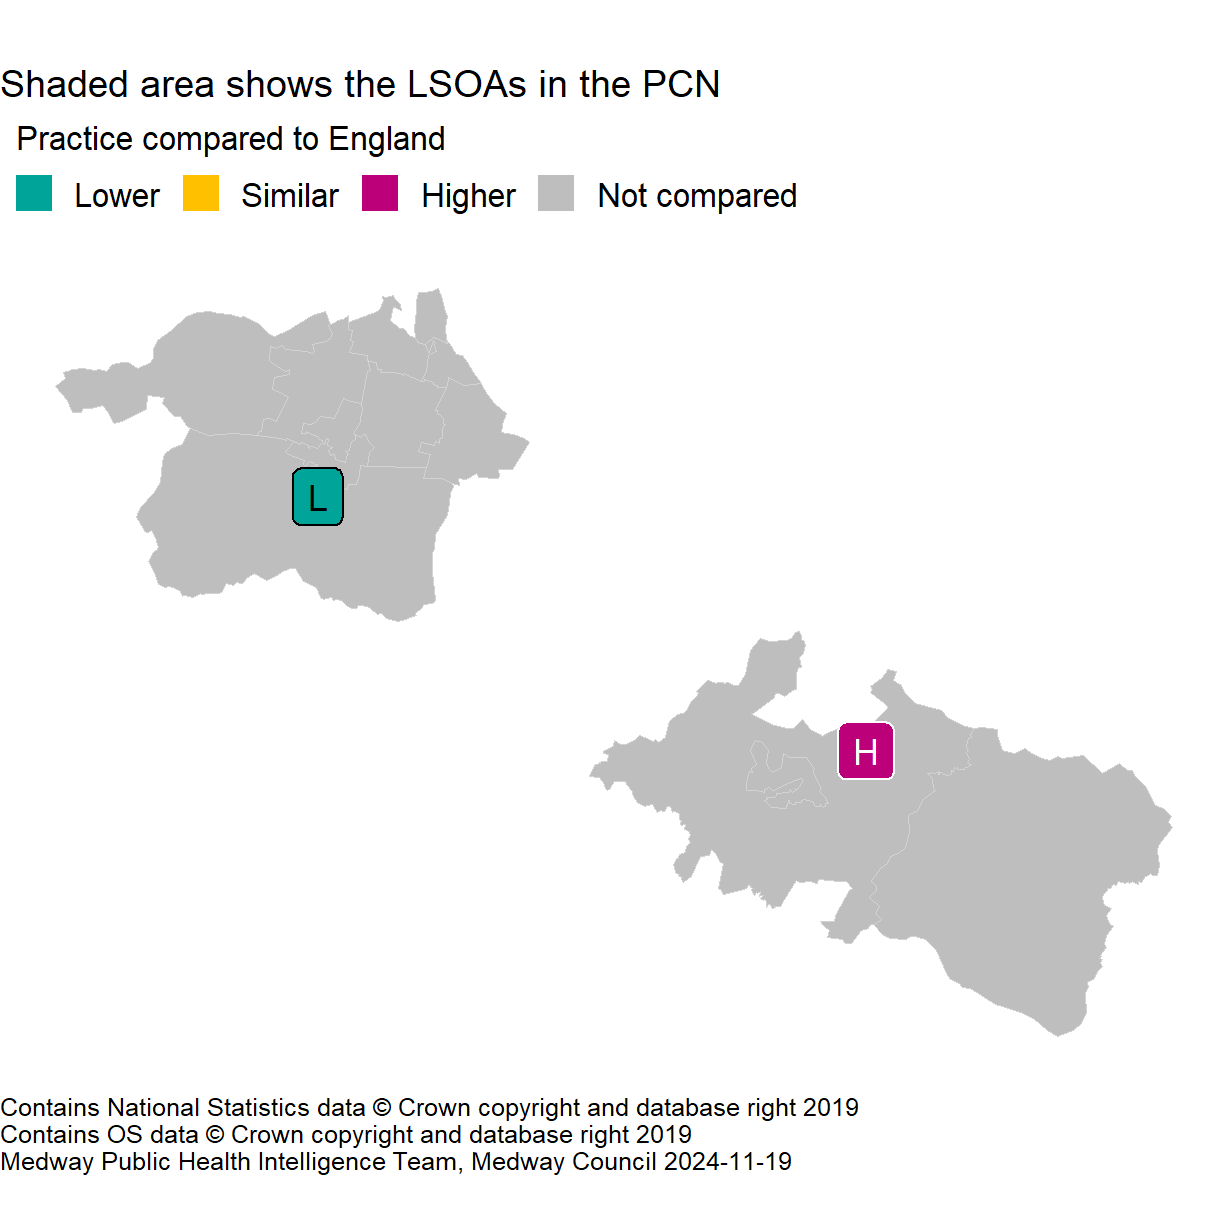 Shaded area shows the LSOAs in the PCN
Practice compared to England
Lower Similar Higher Not compared
L
H
Contains National Statistics data © Crown copyright and database right 2019
Contains OS data © Crown copyright and database right 2019
Medway Public Health Intelligence Team, Medway Council 2024-11-19